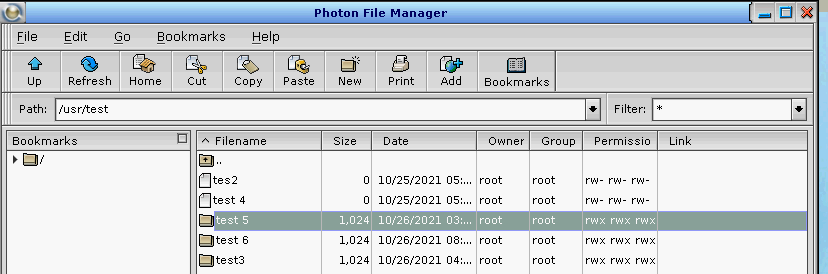 Photon File Manager
File Edit Go Bookmarks Help
Up Refresh Home Cut Copy Paste New Print Add Bookmarks
Path: /usr/test Filter: *
Bookmarks Filename Size Date Owner Group Permissio Link
/ ..
tes2 0 10/25/2021 05:... root root rw- rw- rw-
test 4 0 10/25/2021 05:... root root rw- rw- rw-
test 5 1,024 10/26/2021 03:... root root rwx rwx rwx
test 6 1,024 10/26/2021 08:... root root rwx rwx rwx
test3 1,024 10/26/2021 04:... root root rwx rwx rwx